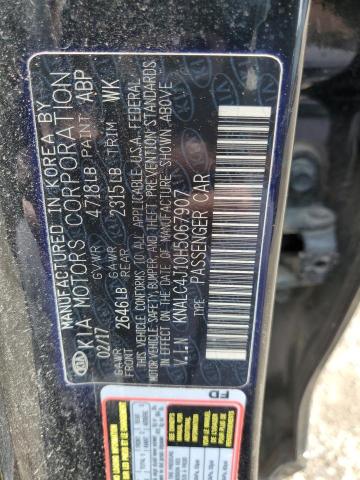 MANUFACTURED IN KOREA BY
KIA MOTORS CORPORATION
02/17 GVWR 4718LB PAINT ABP
GAWR FRONT 2646LB GAWR REAR 2315LB TRIM WK
THIS VEHICLE CONFORMS TO ALL APPLICABLE U.S.A. FEDERAL
MOTOR VEHICLE SAFETY, BUMPER, AND THEFT PREVENTION STANDARDS
IN EFFECT ON THE DATE OF MANUFACTURE SHOWN ABOVE
V.I.N KNALC4J10H5067907
TYPE: PASSENGER CAR